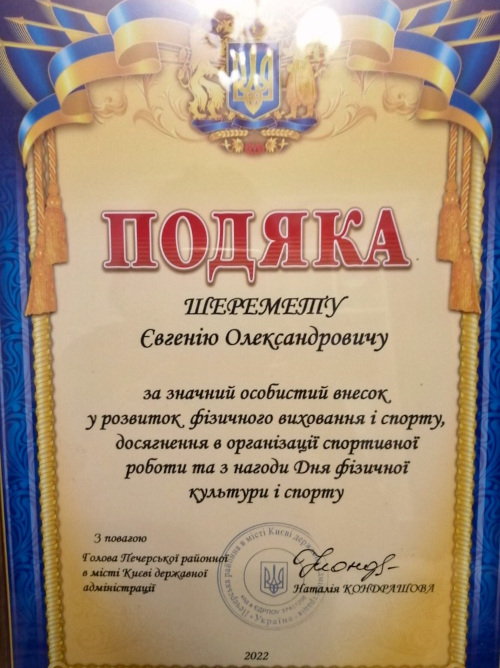 ПОДЯКА
ШЕРЕМЕТУ
Євгенію Олександровичу
за значний особистий внесок
у розвиток фізичного виховання і спорту,
досягнення в організації спортивної
роботи та з нагоди Дня фізичної
культури і спорту
З повагою
Голова Печерської районної
в місті Києві державної
адміністрації
Наталія КОНДРАШОВА
2022